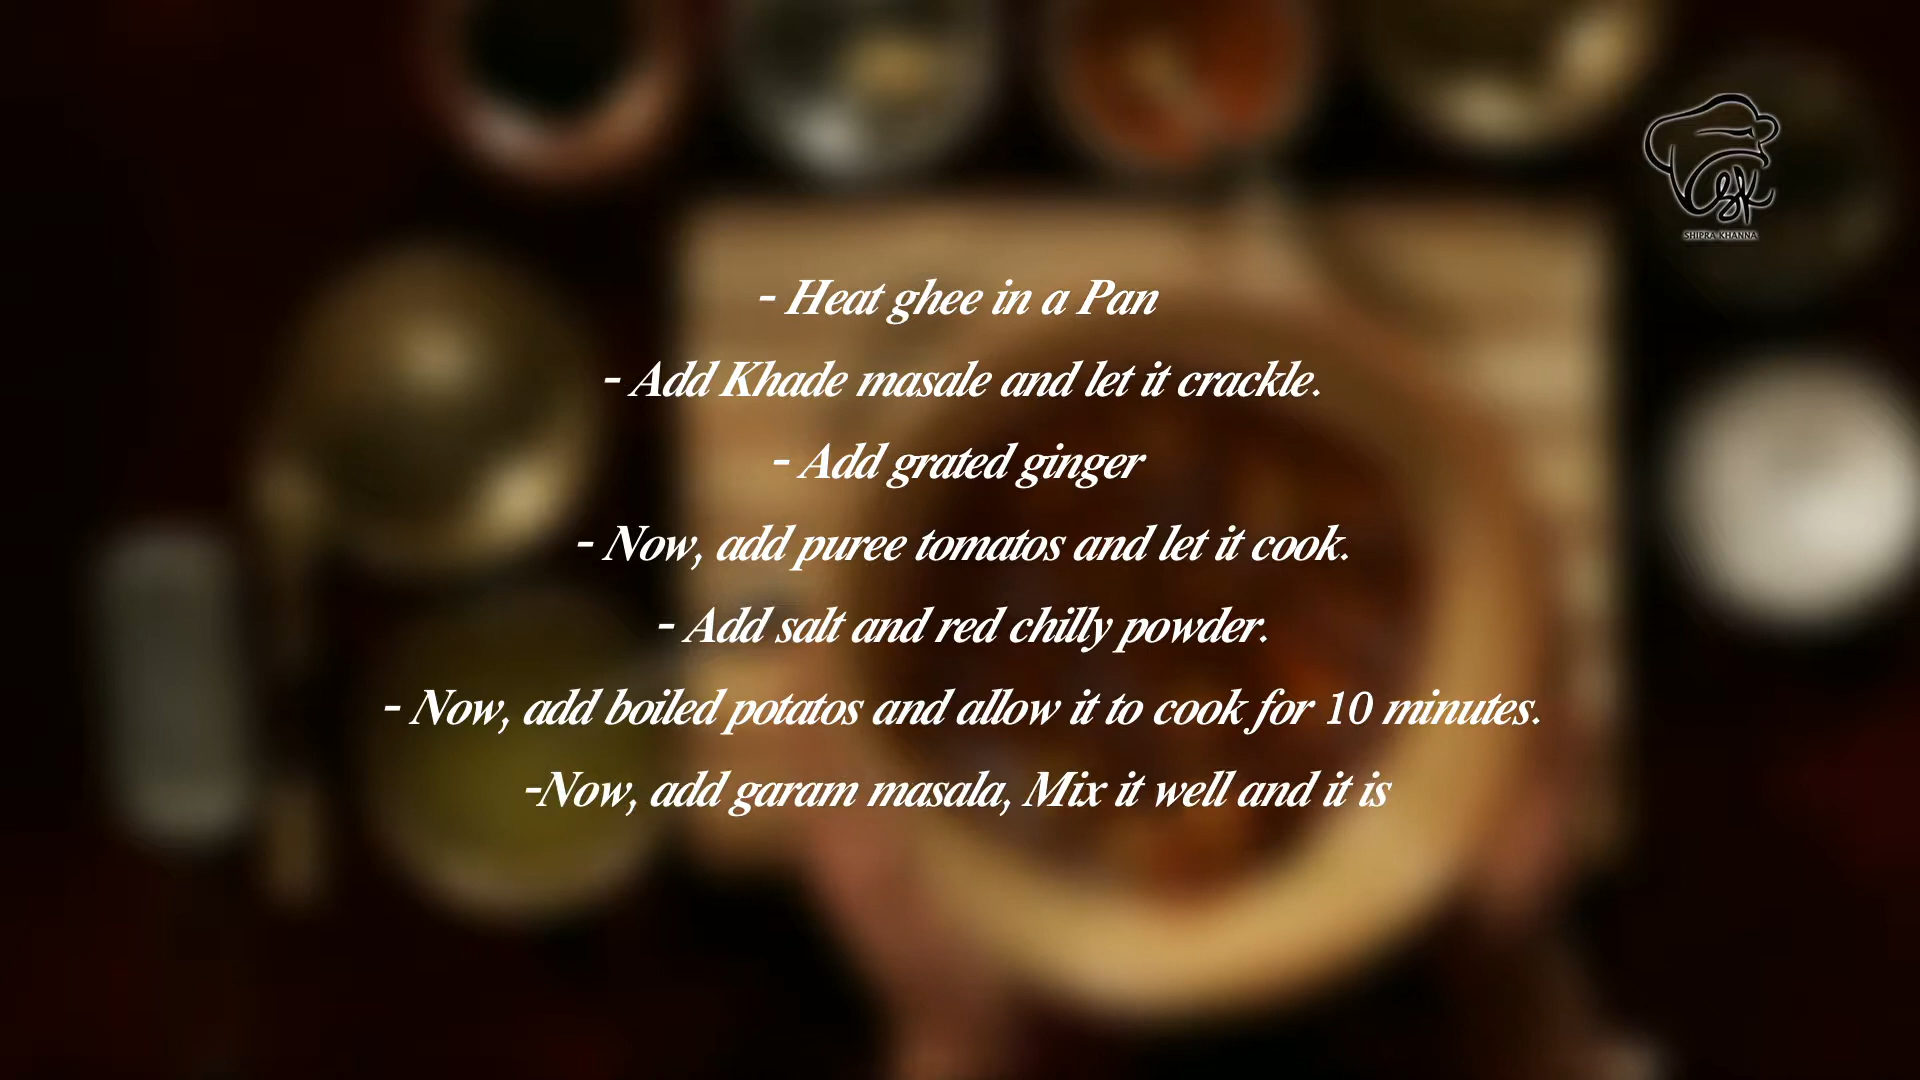 SK
SHIPRA KHANNA
- Heat ghee in a Pan
- Add Khade masale and let it crackle.
- Add grated ginger
- Now, add puree tomatos and let it cook.
- Add salt and red chilly powder.
- Now, add boiled potatos and allow it to cook for 10 minutes.
-Now, add garam masala, Mix it well and it is